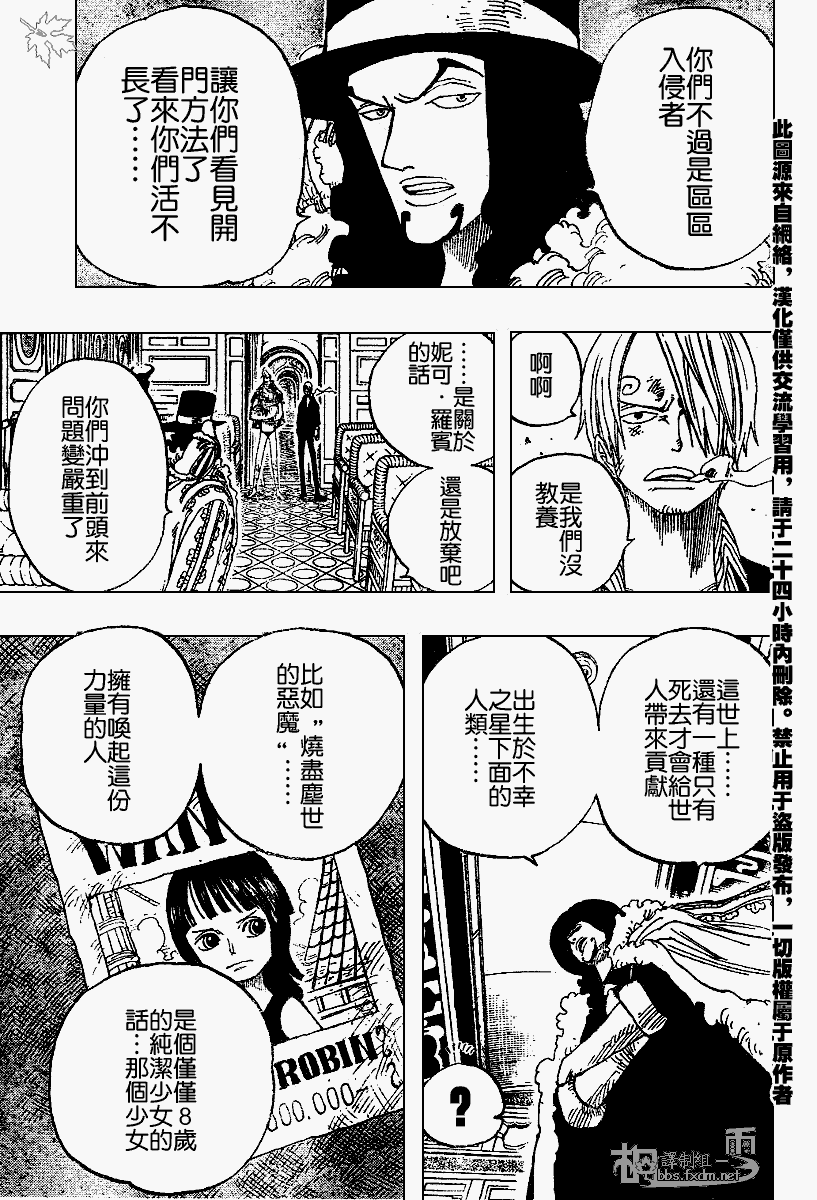 你們不過是區區
入侵者
讓你們看見開
門方法了
看來你們活不
長了……
啊
啊
是我們沒
教養
……是關於
妮可．羅賓
的話
還是放棄吧
你們沖到前頭來
問題變嚴重了
這世上……
還有一種只有
死去才會給世
人帶來貢獻
出生於不幸
之星下面的
人類……
？
比如〞燒盡塵世
的惡魔〝……
擁有喚起這份
力量的人
WAN
ROBIN
000.000-
是個僅僅8歲
的純潔少女的
話…那個少女
此圖源來自網絡，漢化僅供交流學習用，請于二十四小時內刪除。禁止用于盜版發布，一切版權屬于原作者
譯制組
bbs.fxdm.net